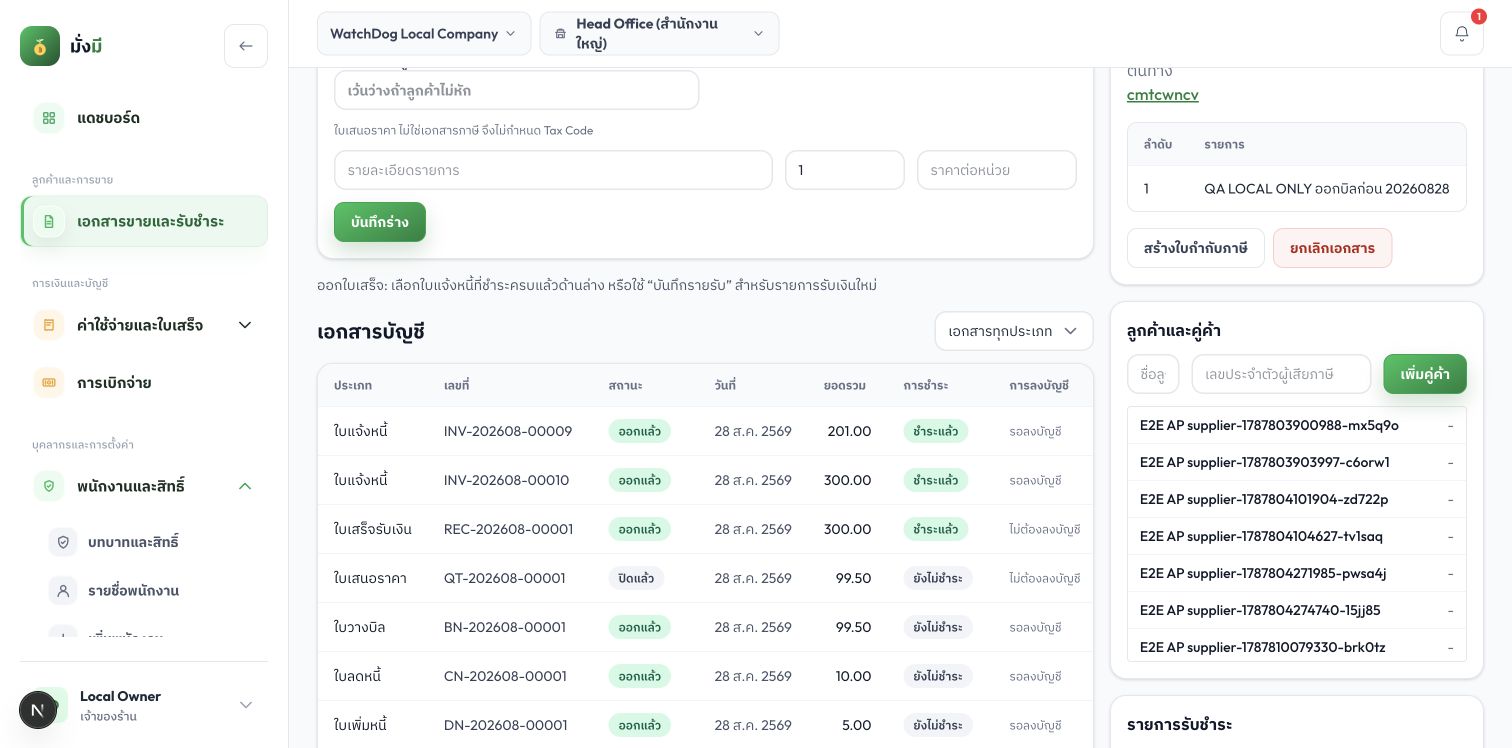 มั่งมี
แดชบอร์ด
ลูกค้าและการขาย
เอกสารขายและรับชำระ
การเงินและบัญชี
ค่าใช้จ่ายและใบเสร็จ
การเบิกจ่าย
บุคลากรและการตั้งค่า
พนักงานและสิทธิ์
บทบาทและสิทธิ์
รายชื่อพนักงาน
N
Local Owner
เจ้าของร้าน
WatchDog Local Company
Head Office (สำนักงาน
ใหญ่)
1
เว้นว่างถ้าลูกค้าไม่หัก
ใบเสนอราคา ไม่ใช่เอกสารภาษี จึงไม่กำหนด Tax Code
รายละเอียดรายการ 1 ราคาต่อหน่วย
บันทึกร่าง
ออกใบเสร็จ: เลือกใบแจ้งหนี้ที่ชำระครบแล้วด้านล่าง หรือใช้ “บันทึกรายรับ” สำหรับรายการรับเงินใหม่
เอกสารบัญชี
เอกสารทุกประเภท
ประเภท เลขที่ สถานะ วันที่ ยอดรวม การชำระ การลงบัญชี
ใบแจ้งหนี้ INV-202608-00009 ออกแล้ว 28 ส.ค. 2569 201.00 ชำระแล้ว รอลงบัญชี
ใบแจ้งหนี้ INV-202608-00010 ออกแล้ว 28 ส.ค. 2569 300.00 ชำระแล้ว รอลงบัญชี
ใบเสร็จรับเงิน REC-202608-00001 ออกแล้ว 28 ส.ค. 2569 300.00 ชำระแล้ว ไม่ต้องลงบัญชี
ใบเสนอราคา QT-202608-00001 ปิดแล้ว 28 ส.ค. 2569 99.50 ยังไม่ชำระ ไม่ต้องลงบัญชี
ใบวางบิล BN-202608-00001 ออกแล้ว 28 ส.ค. 2569 99.50 ยังไม่ชำระ รอลงบัญชี
ใบลดหนี้ CN-202608-00001 ออกแล้ว 28 ส.ค. 2569 10.00 ยังไม่ชำระ รอลงบัญชี
ใบเพิ่มหนี้ DN-202608-00001 ออกแล้ว 28 ส.ค. 2569 5.00 ยังไม่ชำระ รอลงบัญชี
ต้นทาง
cmtcwncv
ลำดับ รายการ
1 QA LOCAL ONLY ออกบิลก่อน 20260828
สร้างใบกำกับภาษี ยกเลิกเอกสาร
ลูกค้าและคู่ค้า
ชื่อลู เลขประจำตัวผู้เสียภาษี เพิ่มคู่ค้า
E2E AP supplier-1787803900988-mx5q9o -
E2E AP supplier-1787803903997-c6orw1 -
E2E AP supplier-1787804101904-zd722p -
E2E AP supplier-1787804104627-tv1saq -
E2E AP supplier-1787804271985-pwsa4j -
E2E AP supplier-1787804274740-15jj85 -
E2E AP supplier-1787810079330-brk0tz -
รายการรับชำระ